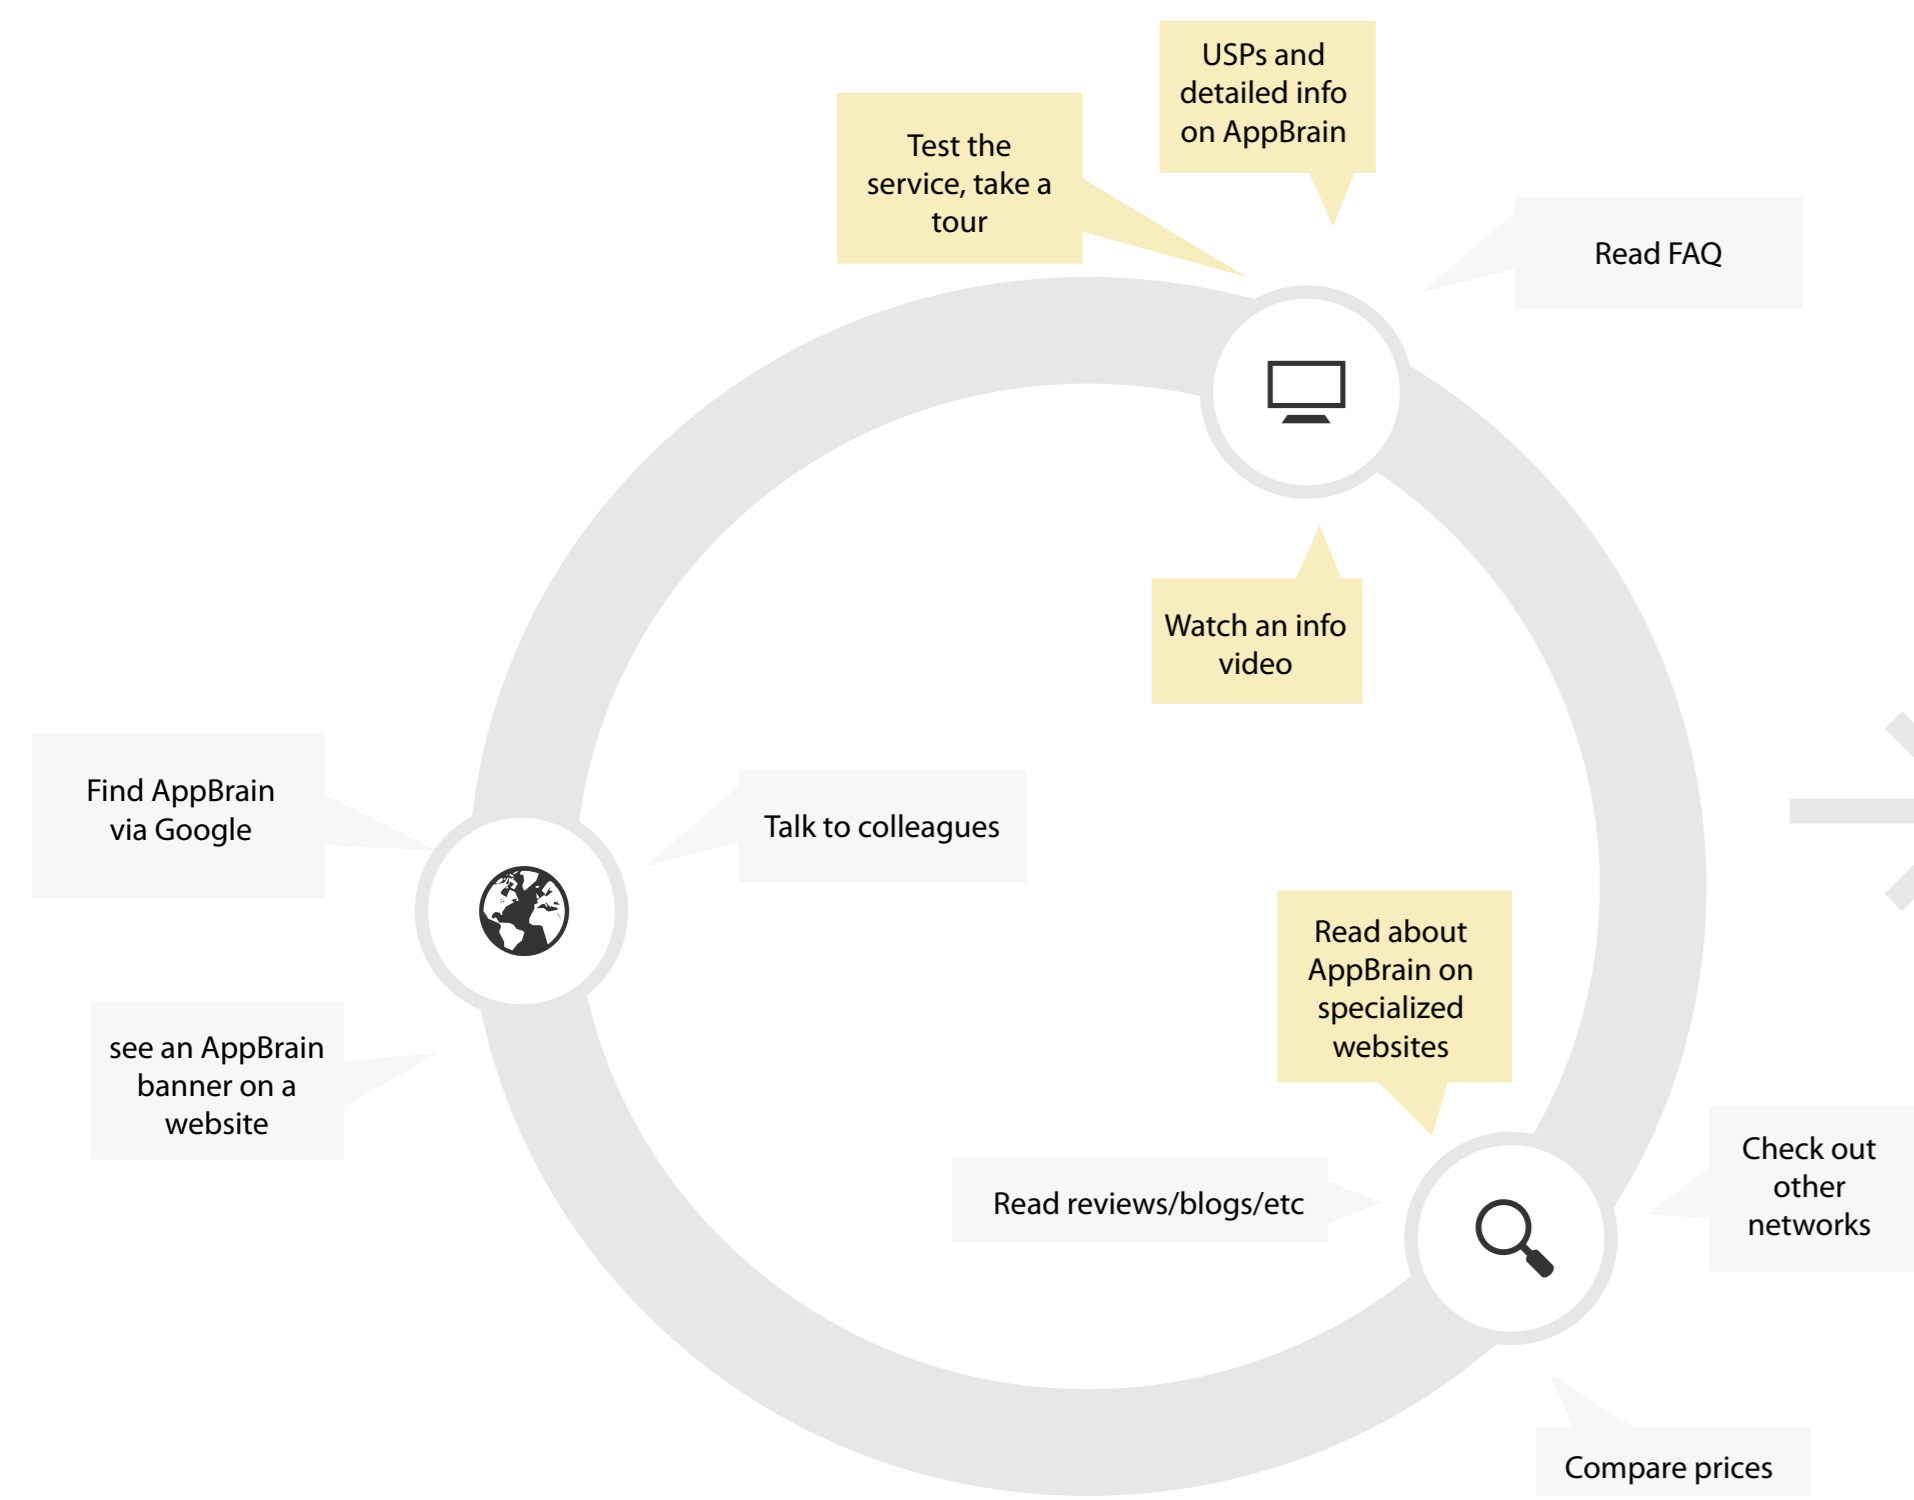 USPs and
detailed info
on AppBrain
Test the
service, take a
tour
Read FAQ
Watch an info
video
Find AppBrain
via Google
Talk to colleagues
Read about
AppBrain on
specialized
websites
see an AppBrain
banner on a
website
Read reviews/blogs/etc
Check out
other
networks
Compare prices